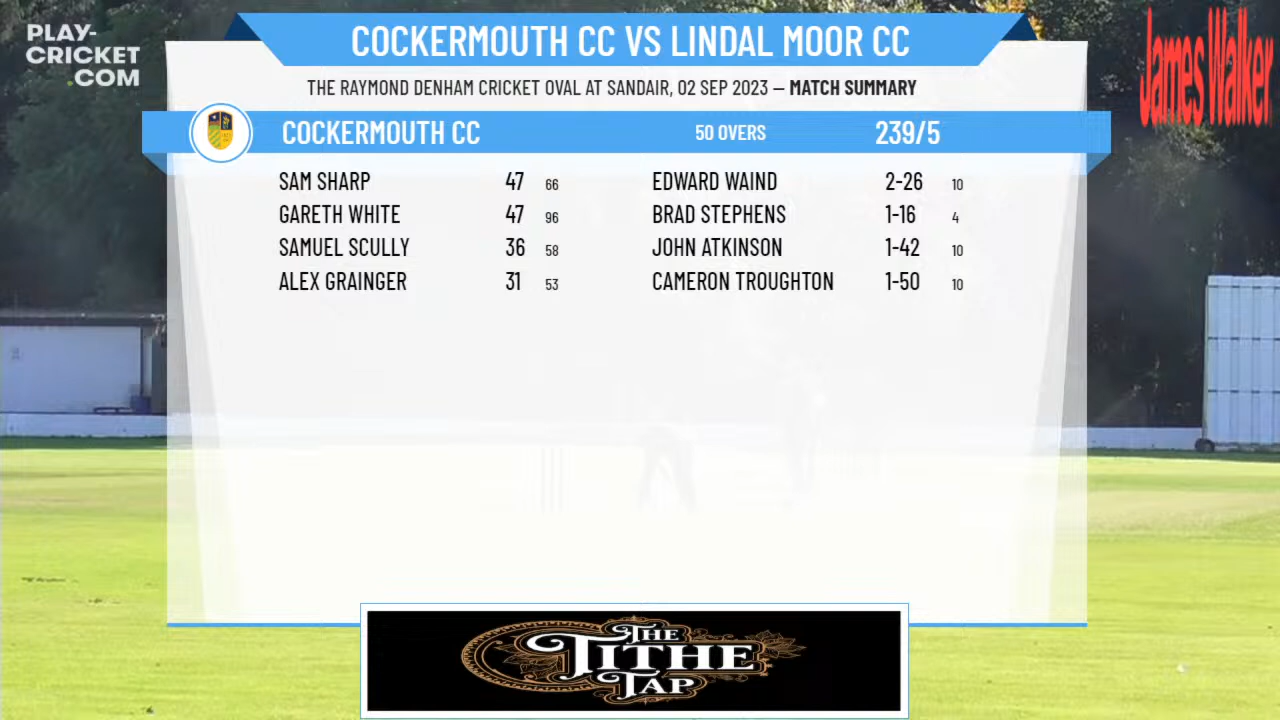 PLAY-
CRICKET
.COM
COCKERMOUTH CC VS LINDAL MOOR CC
James Walker
THE RAYMOND DENHAM CRICKET OVAL AT SANDAIR, 02 SEP 2023 – MATCH SUMMARY
COCKERMOUTH CC 50 OVERS 239/5
SAM SHARP 47 66 EDWARD WAIND 2-26 10
GARETH WHITE 47 96 BRAD STEPHENS 1-16 4
SAMUEL SCULLY 36 58 JOHN ATKINSON 1-42 10
ALEX GRAINGER 31 53 CAMERON TROUGHTON 1-50 10
THE
TITHE
TAP